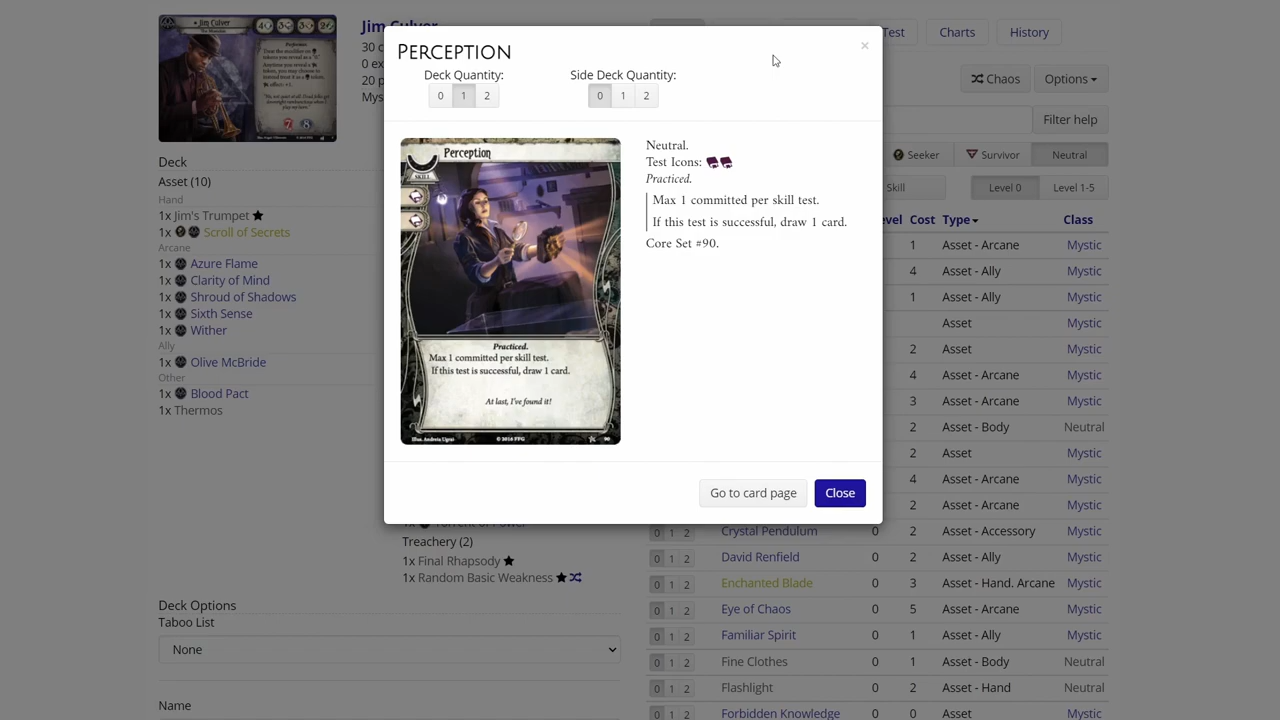 Jim Culver
30 c
0 ex
20 p
Mys
Test
Charts
History
Chaos
Options
Filter help
Seeker
Survivor
Neutral
Skill
Level 0
Level 1-5
Perception
×
Deck Quantity:
Side Deck Quantity:
0 1 2
0 1 2
Perception
SKILL
Practiced.
Max 1 committed per skill test.
If this test is successful, draw 1 card.
At last, I've found it!
Illus. Andreia Ugrai
© 2016 FFG
90
Neutral.
Test Icons:
Practiced.
Max 1 committed per skill test.
If this test is successful, draw 1 card.
Core Set #90.
Go to card page
Close
Deck
Asset (10)
Hand
1x Jim's Trumpet
1x Scroll of Secrets
Arcane
1x Azure Flame
1x Clarity of Mind
1x Shroud of Shadows
1x Sixth Sense
1x Wither
Ally
1x Olive McBride
Other
1x Blood Pact
1x Thermos
Treachery (2)
1x Final Rhapsody
1x Random Basic Weakness
Deck Options
Taboo List
None
Name
evel Cost Type Class
1 Asset - Arcane Mystic
4 Asset - Ally Mystic
1 Asset - Ally Mystic
Asset Mystic
2 Asset Mystic
4 Asset - Arcane Mystic
3 Asset - Arcane Mystic
2 Asset - Body Neutral
2 Asset Mystic
4 Asset - Arcane Mystic
2 Asset - Arcane Mystic
0 1 2 Crystal Pendulum 0 2 Asset - Accessory Mystic
0 1 2 David Renfield 0 2 Asset - Ally Mystic
0 1 2 Enchanted Blade 0 3 Asset - Hand. Arcane Mystic
0 1 2 Eye of Chaos 0 5 Asset - Arcane Mystic
0 1 2 Familiar Spirit 0 1 Asset - Ally Mystic
0 1 2 Fine Clothes 0 1 Asset - Body Neutral
0 1 2 Flashlight 0 2 Asset - Hand Neutral
0 1 2 Forbidden Knowledge 0 0 Asset Mystic